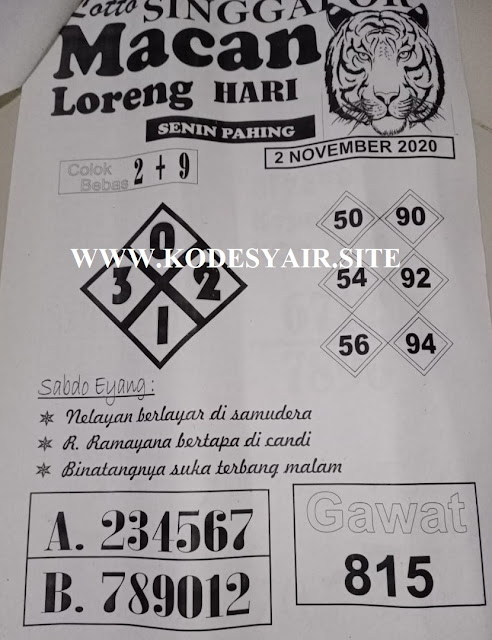 Lotto SINGGAPOR
Macan
Loreng HARI
SENIN PAHING
2 NOVEMBER 2020
Colok Bebas 2 + 9
0
3 2
1
50 90
54 92
56 94
WWW.KODESYAIR.SITE
Sabdo Eyang :
Nelayan berlayar di samudera
R. Ramayana bertapa di candi
Binatangnya suka terbang malam
A. 234567
B. 789012
Gawat
815